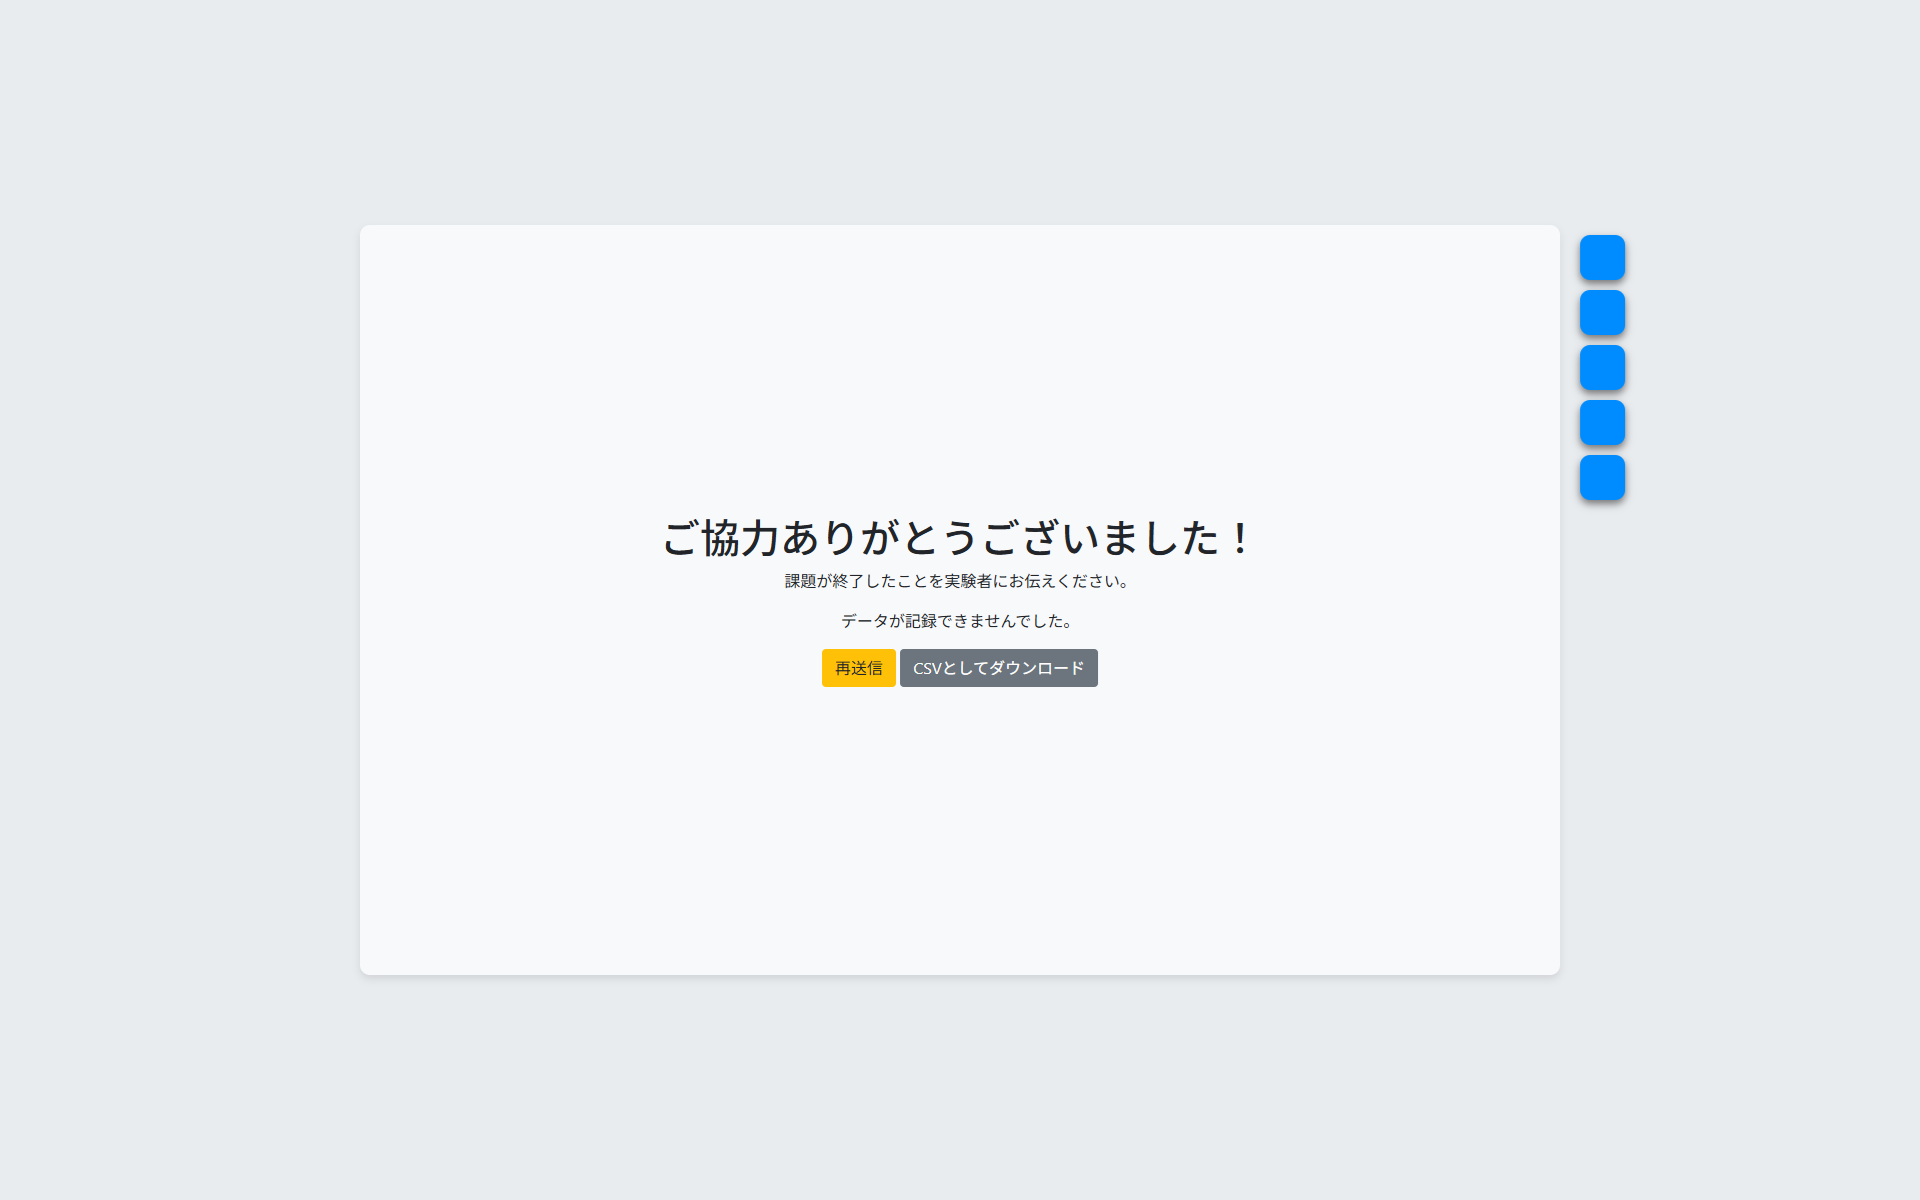 ご協力ありがとうございました！
課題が終了したことを実験者にお伝えください。
データが記録できませんでした。
再送信 CSVとしてダウンロード